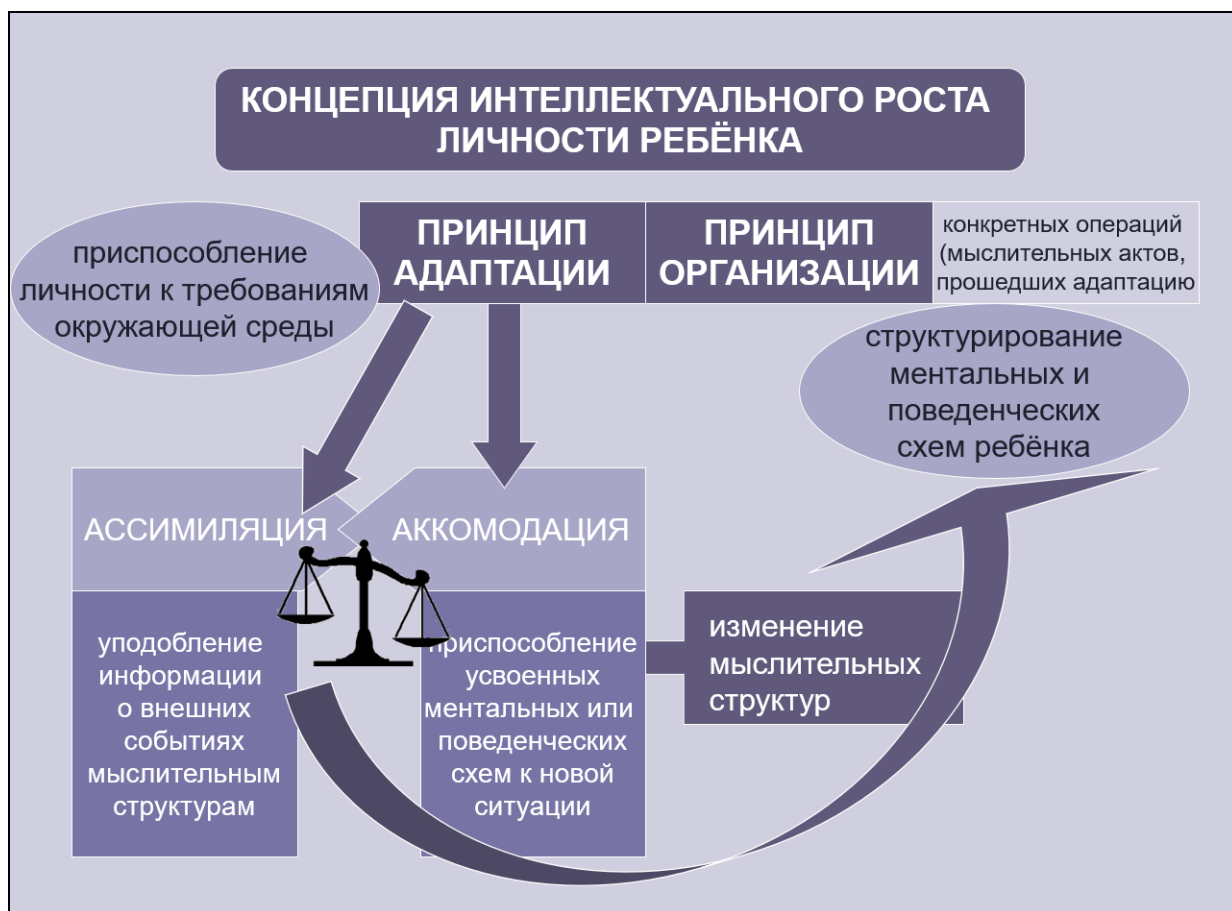 КОНЦЕПЦИЯ ИНТЕЛЛЕКТУАЛЬНОГО РОСТА
ЛИЧНОСТИ РЕБЁНКА
приспособление
личности к требованиям
окружающей среды
ПРИНЦИП
АДАПТАЦИИ
ПРИНЦИП
ОРГАНИЗАЦИИ
конкретных операций
(мыслительных актов,
прошедших адаптацию
структурирование
ментальных и
поведенческих
схем ребёнка
АССИМИЛЯЦИЯ
АККОМОДАЦИЯ
уподобление
информации
о внешних
событиях
мыслительным
структурам
приспособление
усвоенных
ментальных или
поведенческих
схем к новой
ситуации
изменение
мыслительных
структур